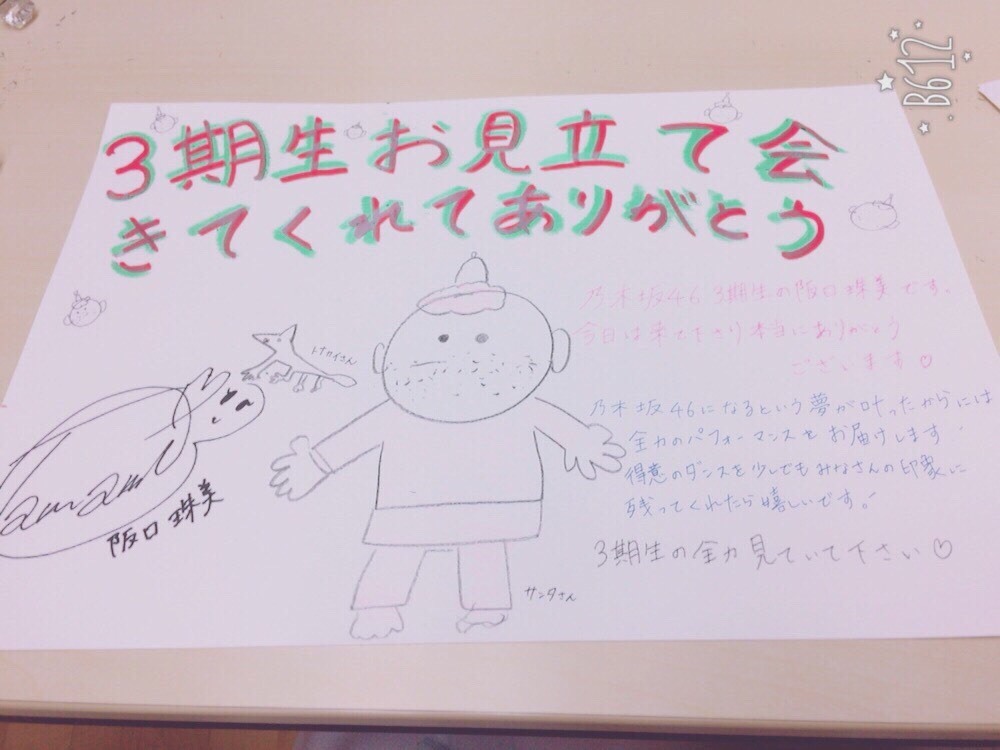 3期生お見立て会
きてくれてありがとう
乃木坂46 3期生の阪口珠美です、
今日は来て下さり本当にありがとう
ございます♡
乃木坂46になるという夢が叶ったからには
全力のパフォーマンスをお届けします
得意のダンスを少しでもみなさんの印象に
残ってくれたら嬉しいです!
3期生の全力見ていて下さい♡
トナカイさん
阪口珠美
サンタさん
B612